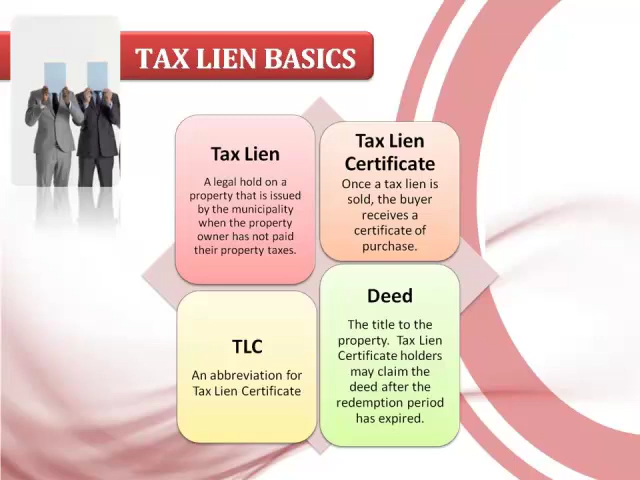 TAX LIEN BASICS
Tax Lien
A legal hold on a
property that is issued
by the municipality
when the property
owner has not paid
their property taxes.
Tax Lien
Certificate
Once a tax lien is
sold, the buyer
receives a
certificate of
purchase.
TLC
An abbreviation for
Tax Lien Certificate
Deed
The title to the
property.  Tax Lien
Certificate holders
may claim the
deed after the
redemption period
has expired.